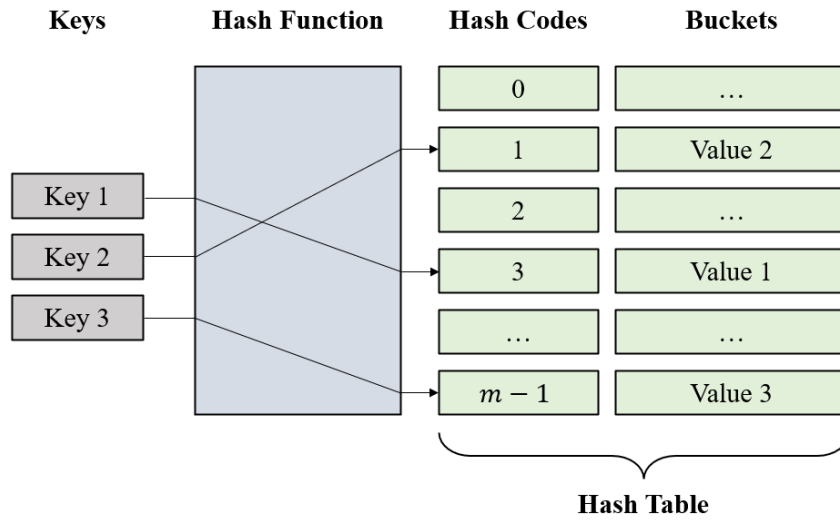 Keys Hash Function Hash Codes Buckets
0 …
1 Value 2
Key 1
2 …
Key 2
3 Value 1
Key 3
… …
m − 1 Value 3
Hash Table